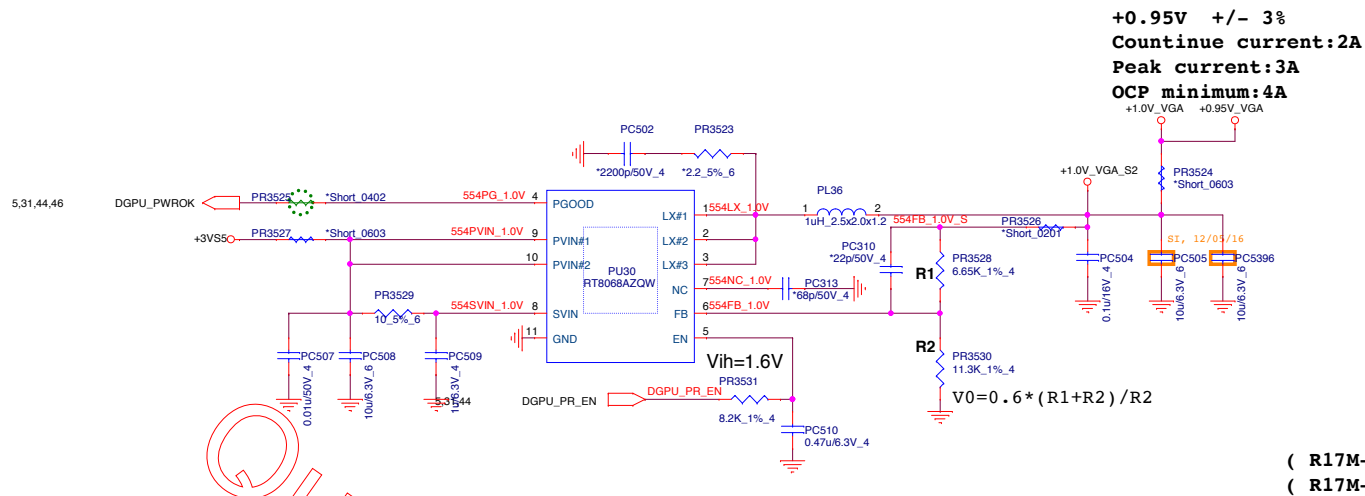 +0.95V +/- 3%
Countinue current:2A
Peak current:3A
OCP minimum:4A
+1.0V_VGA +0.95V_VGA
PC502 PR3523
*2200p/50V_4 *2.2_5%_6
+1.0V_VGA_S2
PR3524
*Short_0603
5,31,44,46
DGPU_PWROK
PR3525 *Short_0402
554PG_1.0V 4 PGOOD
+3VS5
PR3527 *Short_0603
554PVIN_1.0V 9 PVIN#1
10 PVIN#2
PR3529
10_5%_6
554SVIN_1.0V 8 SVIN
11 GND
PU30
RT8068AZQW
LX#1 1 554LX_1.0V
LX#2 2
LX#3 3
NC 7 554NC_1.0V
FB 6 554FB_1.0V
EN 5
PL36
1 2
1uH_2.5x2.0x1.2
554FB_1.0V_S
PR3526
*Short_0201
PC310
*22p/50V_4
PC313
*68p/50V_4
R1
PR3528
6.65K_1%_4
R2
PR3530
11.3K_1%_4
V0=0.6*(R1+R2)/R2
SI, 12/05/16
PC504
0.1u/16V_4
PC505
10u/6.3V_6
PC5396
10u/6.3V_6
PC507
0.01u/50V_4
PC508
10u/6.3V_6
PC509
1u/6.3V_4
5,31,44
Vih=1.6V
DGPU_PR_EN
DGPU_PR_EN
PR3531
8.2K_1%_4
PC510
0.47u/6.3V_4
( R17M-
( R17M-